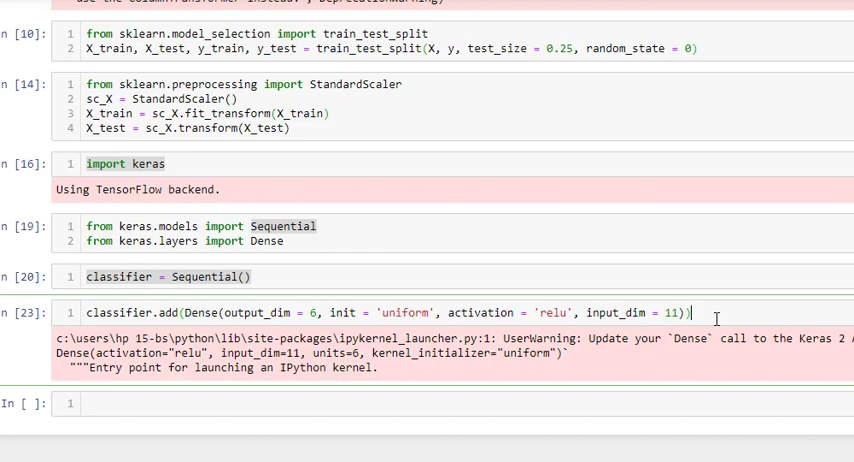 use the ColumnTransformer instead.", DeprecationWarning)
n [10]:
1 from sklearn.model_selection import train_test_split
2 X_train, X_test, y_train, y_test = train_test_split(X, y, test_size = 0.25, random_state = 0)
n [14]:
1 from sklearn.preprocessing import StandardScaler
2 sc_X = StandardScaler()
3 X_train = sc_X.fit_transform(X_train)
4 X_test = sc_X.transform(X_test)
n [16]:
1 import keras
Using TensorFlow backend.
n [19]:
1 from keras.models import Sequential
2 from keras.layers import Dense
n [20]:
1 classifier = Sequential()
n [23]:
1 classifier.add(Dense(output_dim = 6, init = 'uniform', activation = 'relu', input_dim = 11))
c:\users\hp 15-bs\python\lib\site-packages\ipykernel_launcher.py:1: UserWarning: Update your `Dense` call to the Keras 2 A
Dense(activation="relu", input_dim=11, units=6, kernel_initializer="uniform")`
"""Entry point for launching an IPython kernel.
In [ ]:
1